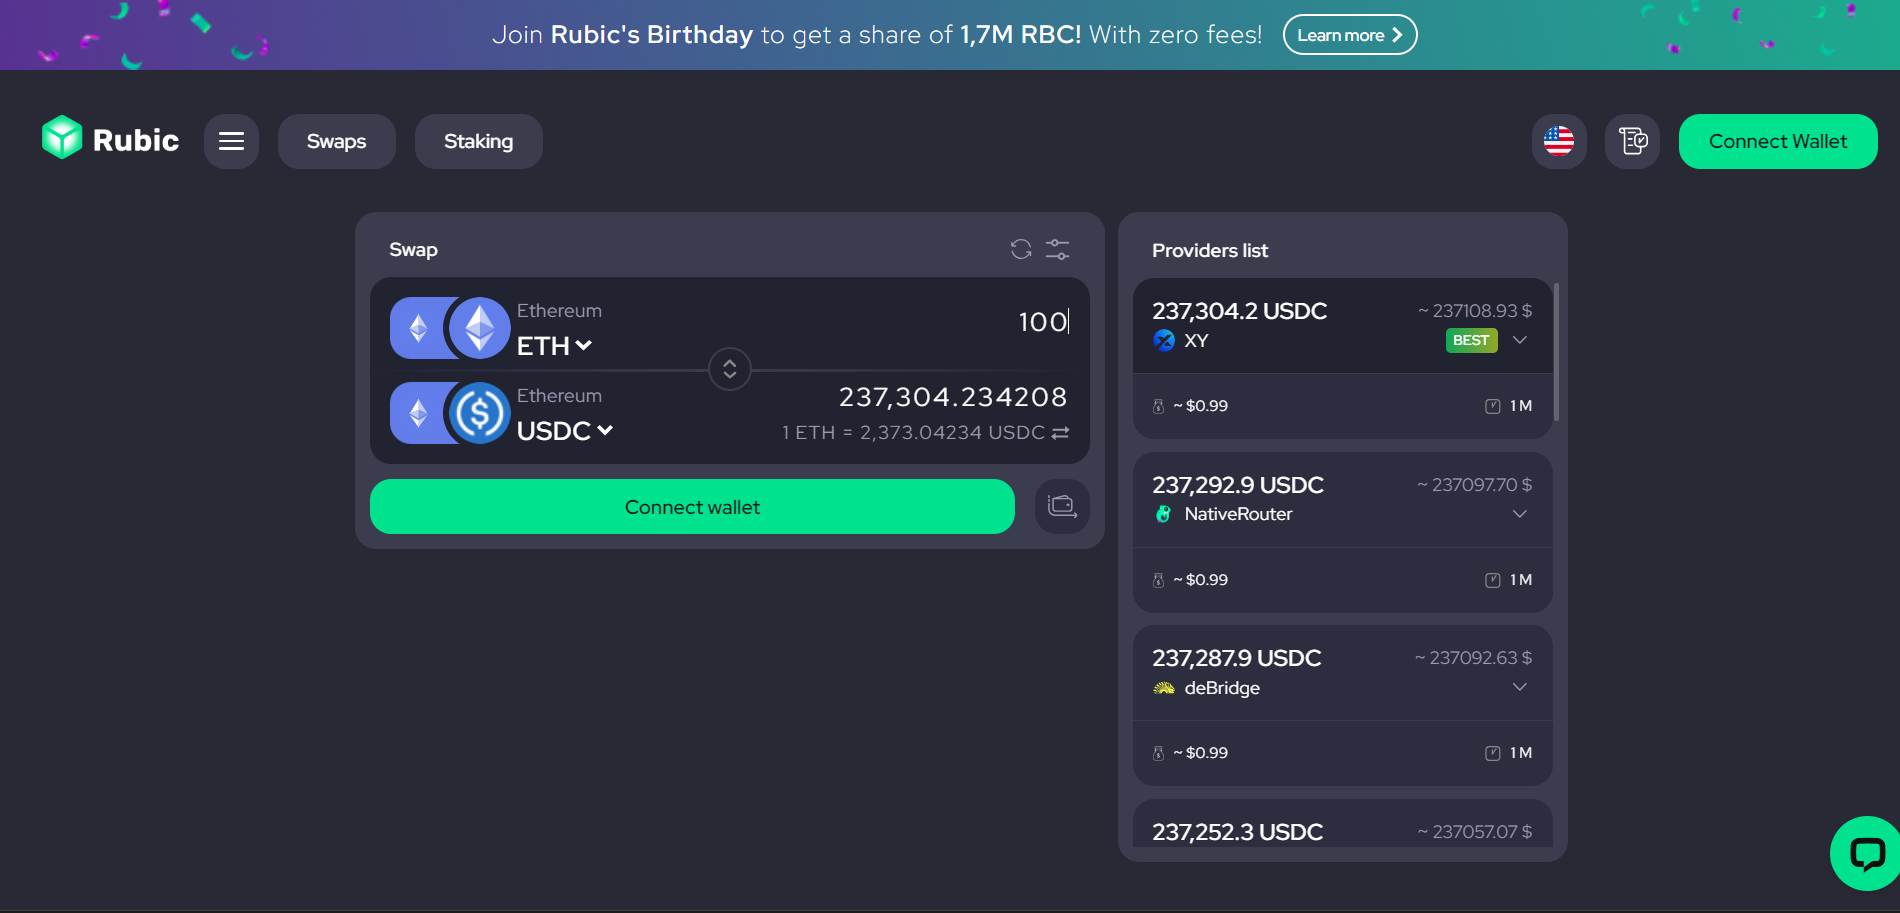 Join Rubic's Birthday to get a share of 1,7M RBC! With zero fees! Learn more
Rubic
Swaps
Staking
Connect Wallet
Swap
Ethereum
ETH
100
Ethereum
USDC
237,304.234208
1 ETH = 2,373.04234 USDC
Connect wallet
Providers list
237,304.2 USDC ~ 237108.93 $
XY BEST
~ $0.99 1 M
237,292.9 USDC ~ 237097.70 $
NativeRouter
~ $0.99 1 M
237,287.9 USDC ~ 237092.63 $
deBridge
~ $0.99 1 M
237,252.3 USDC ~ 237057.07 $